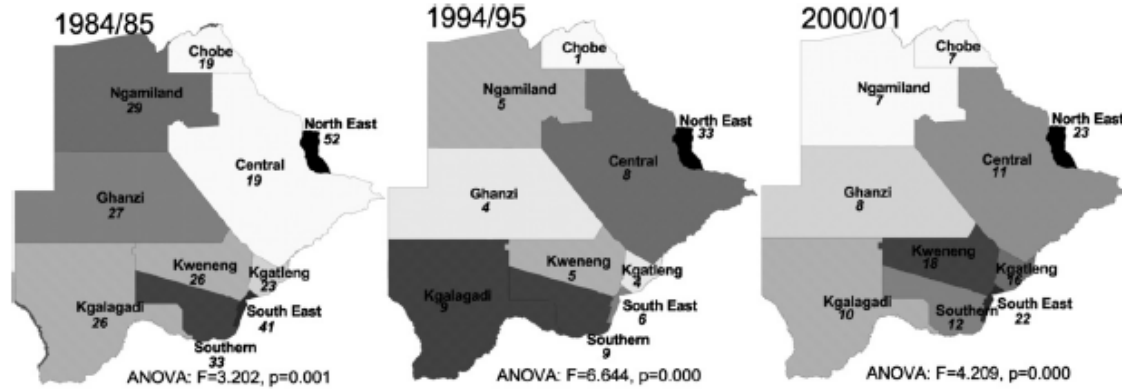 1984/85
Chobe
19
Ngamiland
29
North East
52
Central
19
Ghanzi
27
Kweneng
26
Kgatleng
23
Kgalagadi
26
South East
41
Southern
33
ANOVA: F=3.202, p=0.001
1994/95
Chobe
1
Ngamiland
5
North East
33
Central
8
Ghanzi
4
Kweneng
5
Kgatleng
4
Kgalagadi
9
South East
6
Southern
9
ANOVA: F=6.644, p=0.000
2000/01
Chobe
7
Ngamiland
7
North East
23
Central
11
Ghanzi
8
Kweneng
18
Kgatleng
16
Kgalagadi
10
South East
22
Southern
12
ANOVA: F=4.209, p=0.000